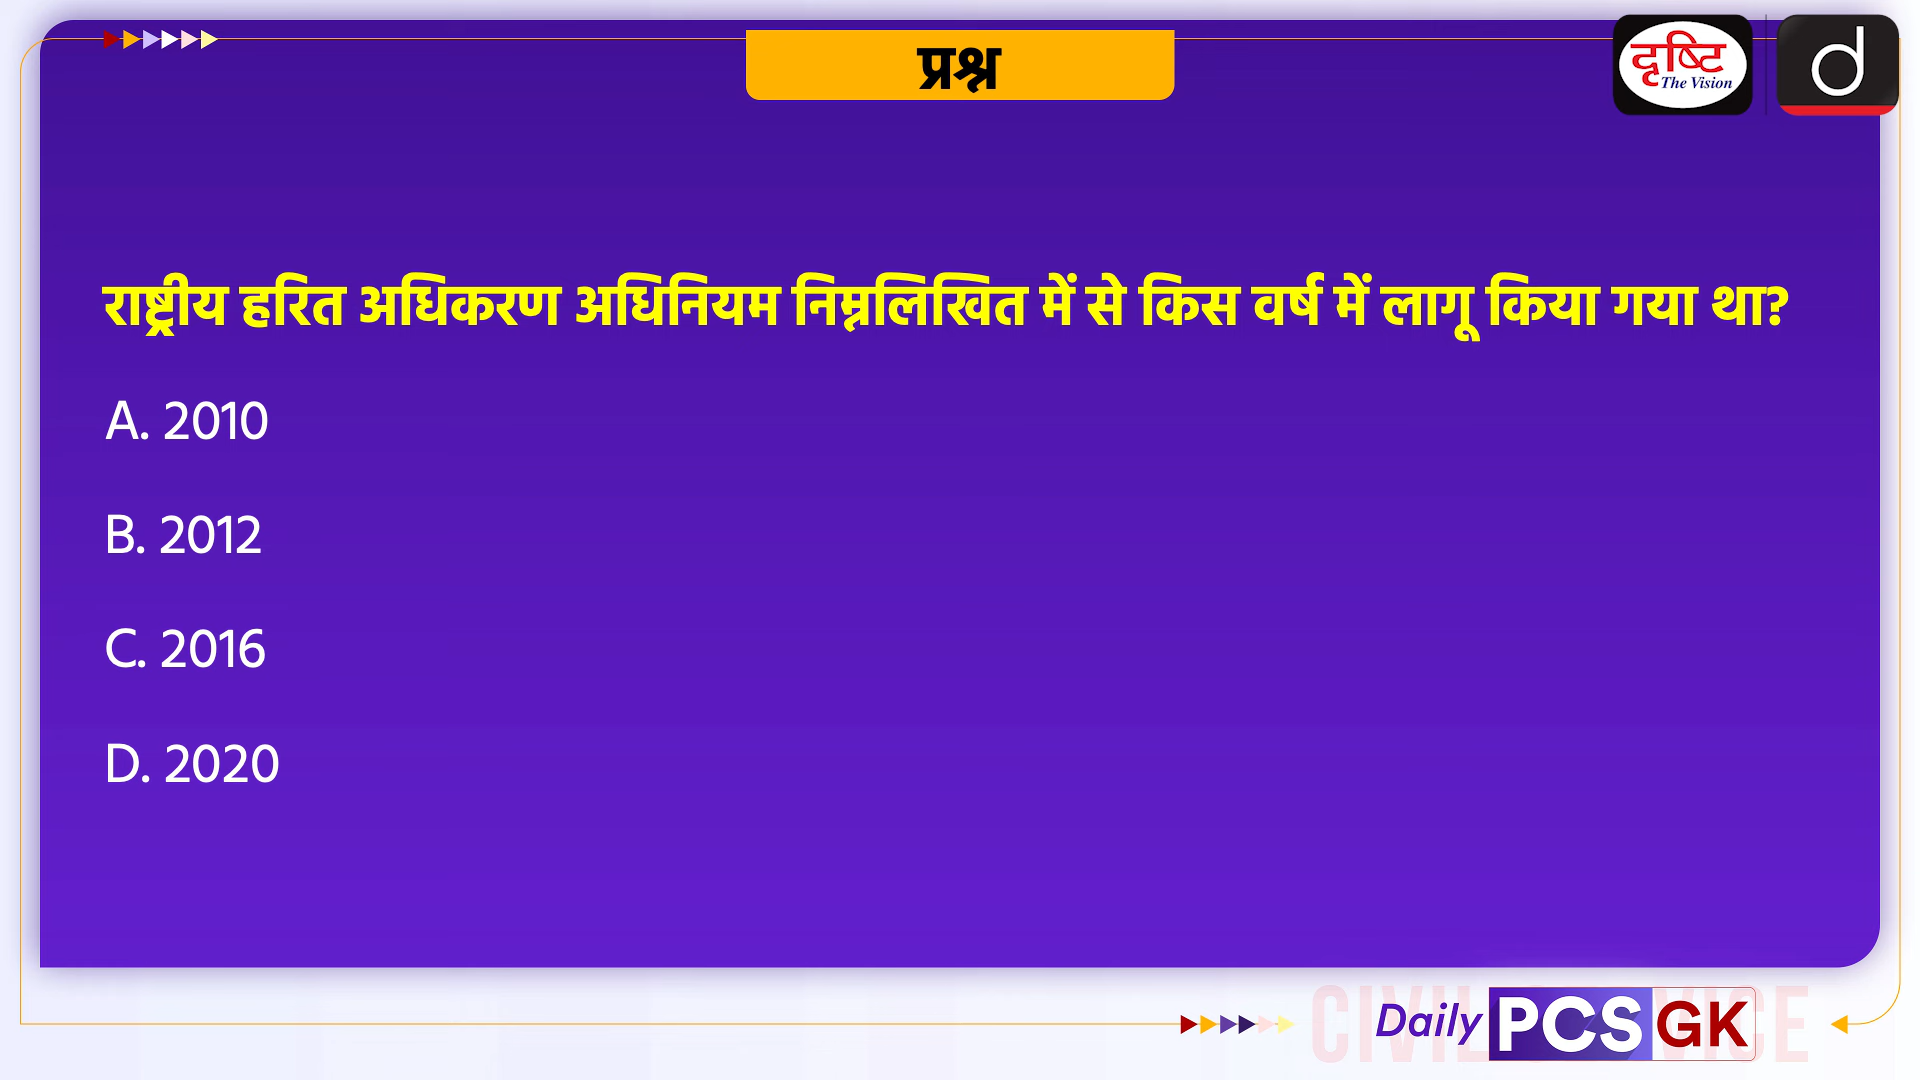 प्रश्न
दृष्टि
The Vision
d
राष्ट्रीय हरित अधिकरण अधिनियम निम्नलिखित में से किस वर्ष में लागू किया गया था?
A. 2010
B. 2012
C. 2016
D. 2020
Daily PCS GK